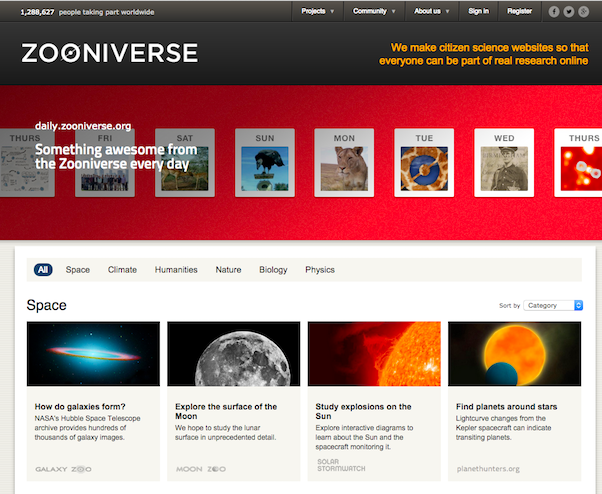 1,288,627 people taking part worldwide
Projects ▼ Community ▼ About us ▼ Sign in Register
ZOONIVERSE
We make citizen science websites so that
everyone can be part of real research online
daily.zooniverse.org
Something awesome from
the Zooniverse every day
THURS FRI SAT SUN MON TUE WED THURS
All Space Climate Humanities Nature Biology Physics
Space
Sort by Category
How do galaxies form?
NASA's Hubble Space Telescope
archive provides hundreds of
thousands of galaxy images.
GALAXY ZOO
Explore the surface of the
Moon
We hope to study the lunar
surface in unprecedented detail.
MOON ZOO
Study explosions on the
Sun
Explore interactive diagrams to
learn about the Sun and the
spacecraft monitoring it.
SOLAR
STORMWATCH
Find planets around stars
Lightcurve changes from the
Kepler spacecraft can indicate
transiting planets.
planethunters.org